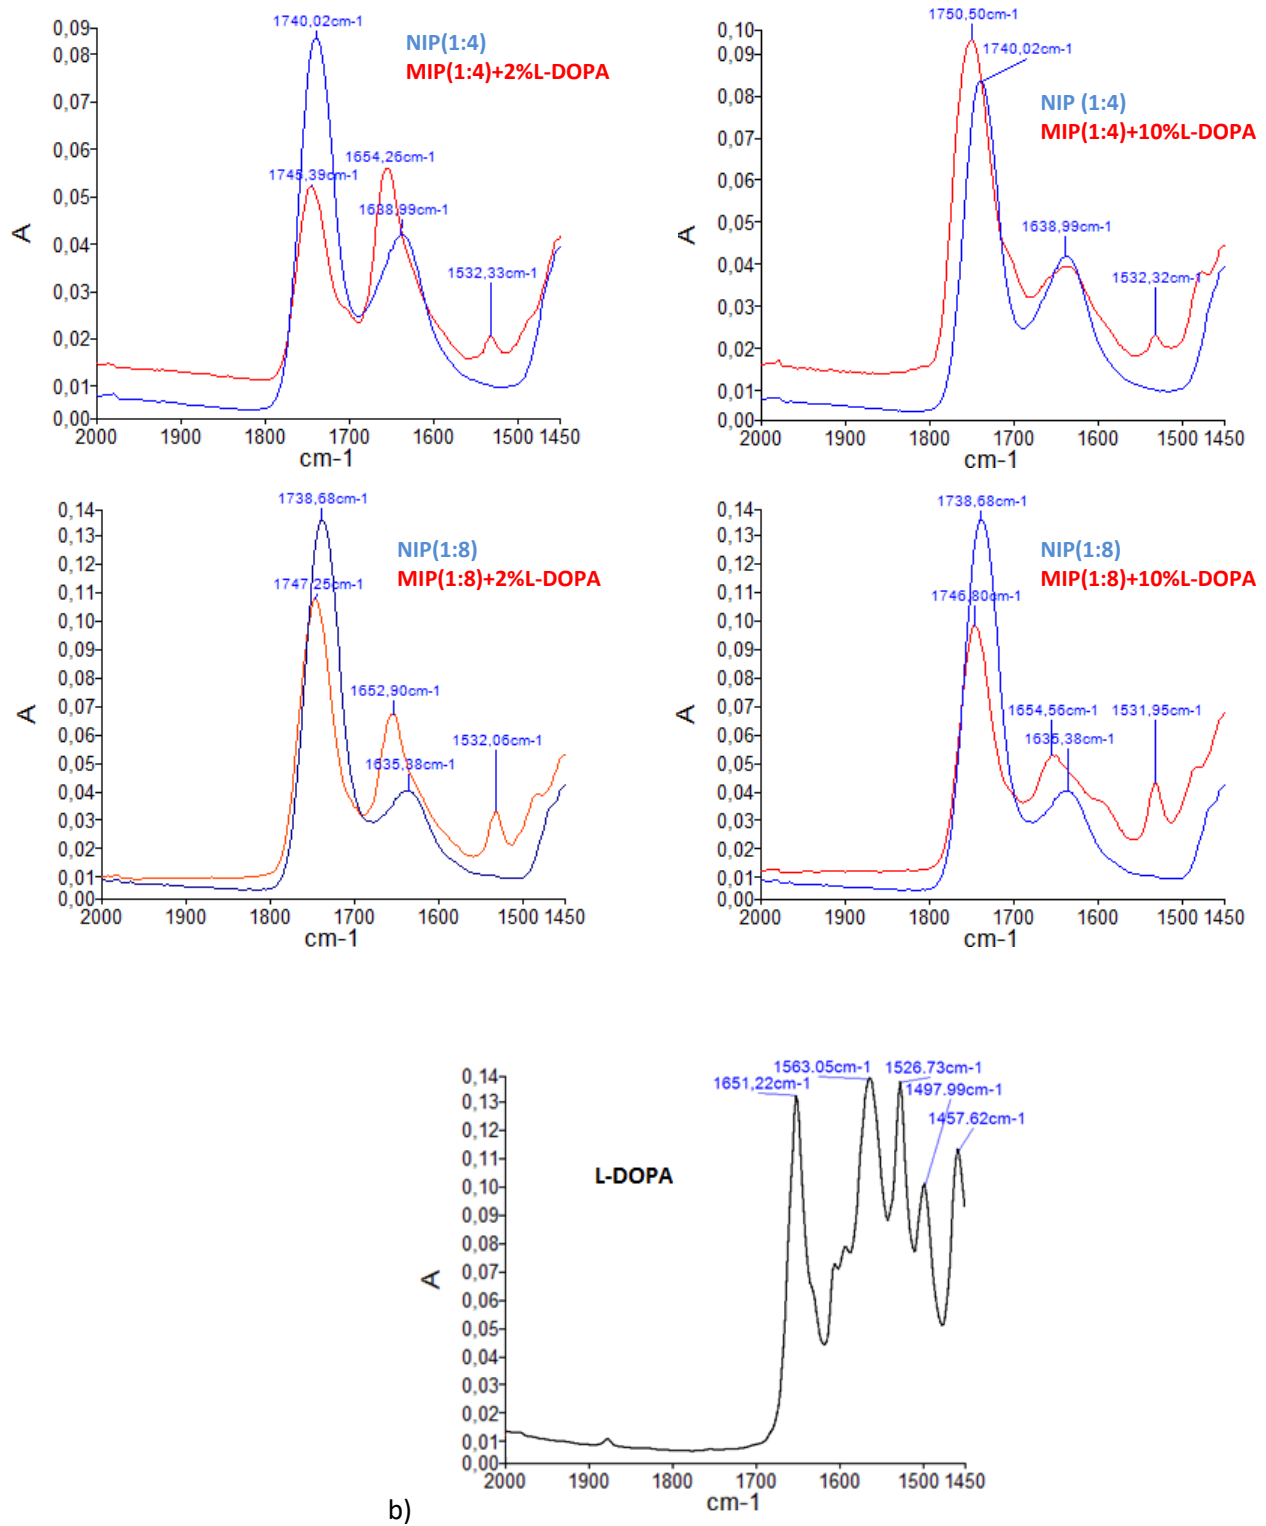 1740,02cm-1
0,09
0,08
0,07
0,06
0,05
0,04
0,03
0,02
0,01
0,00
A
NIP(1:4)
MIP(1:4)+2%L-DOPA
1654,26cm-1
1745,39cm-1
1638,99cm-1
1532,33cm-1
2000 1900 1800 1700 1600 1500 1450
cm-1
1750,50cm-1
0,10
0,09
0,08
0,07
0,06
0,05
0,04
0,03
0,02
0,01
0,00
A
1740,02cm-1
NIP (1:4)
MIP(1:4)+10%L-DOPA
1638,99cm-1
1532,32cm-1
2000 1900 1800 1700 1600 1500 1450
cm-1
1738,68cm-1
0,14
0,13
0,12
0,11
0,10
0,09
0,08
0,07
0,06
0,05
0,04
0,03
0,02
0,01
0,00
A
NIP(1:8)
MIP(1:8)+2%L-DOPA
1747,25cm-1
1652,90cm-1
1532,06cm-1
1635,38cm-1
2000 1900 1800 1700 1600 1500 1450
cm-1
1738,68cm-1
0,14
0,13
0,12
0,11
0,10
0,09
0,08
0,07
0,06
0,05
0,04
0,03
0,02
0,01
0,00
A
NIP(1:8)
MIP(1:8)+10%L-DOPA
1746,80cm-1
1654,56cm-1 1531,95cm-1
1635,38cm-1
2000 1900 1800 1700 1600 1500 1450
cm-1
1563.05cm-1 1526.73cm-1
1651,22cm-1
1497.99cm-1
1457.62cm-1
0,14
0,13
0,12
0,11
0,10
0,09
0,08
0,07
0,06
0,05
0,04
0,03
0,02
0,01
0,00
A
L-DOPA
2000 1900 1800 1700 1600 1500 1450
cm-1
b)